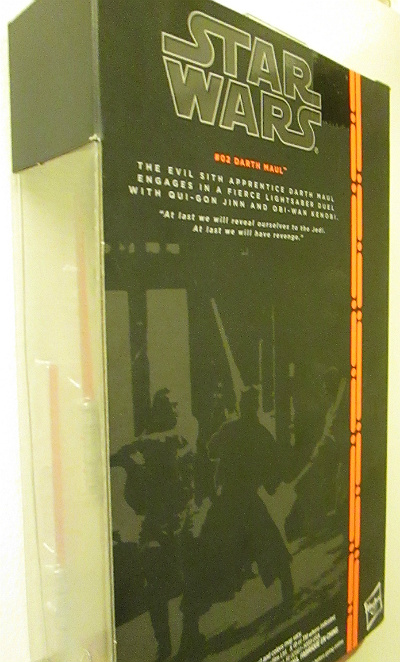 STAR
WARS
#02 DARTH MAUL™
THE EVIL SITH APPRENTICE DARTH MAUL
ENGAGES IN A FIERCE LIGHTSABER DUEL
WITH QUI-GON JINN AND OBI-WAN KENOBI.
"At last we will reveal ourselves to the Jedi.
At last we will have revenge."
Hasbro